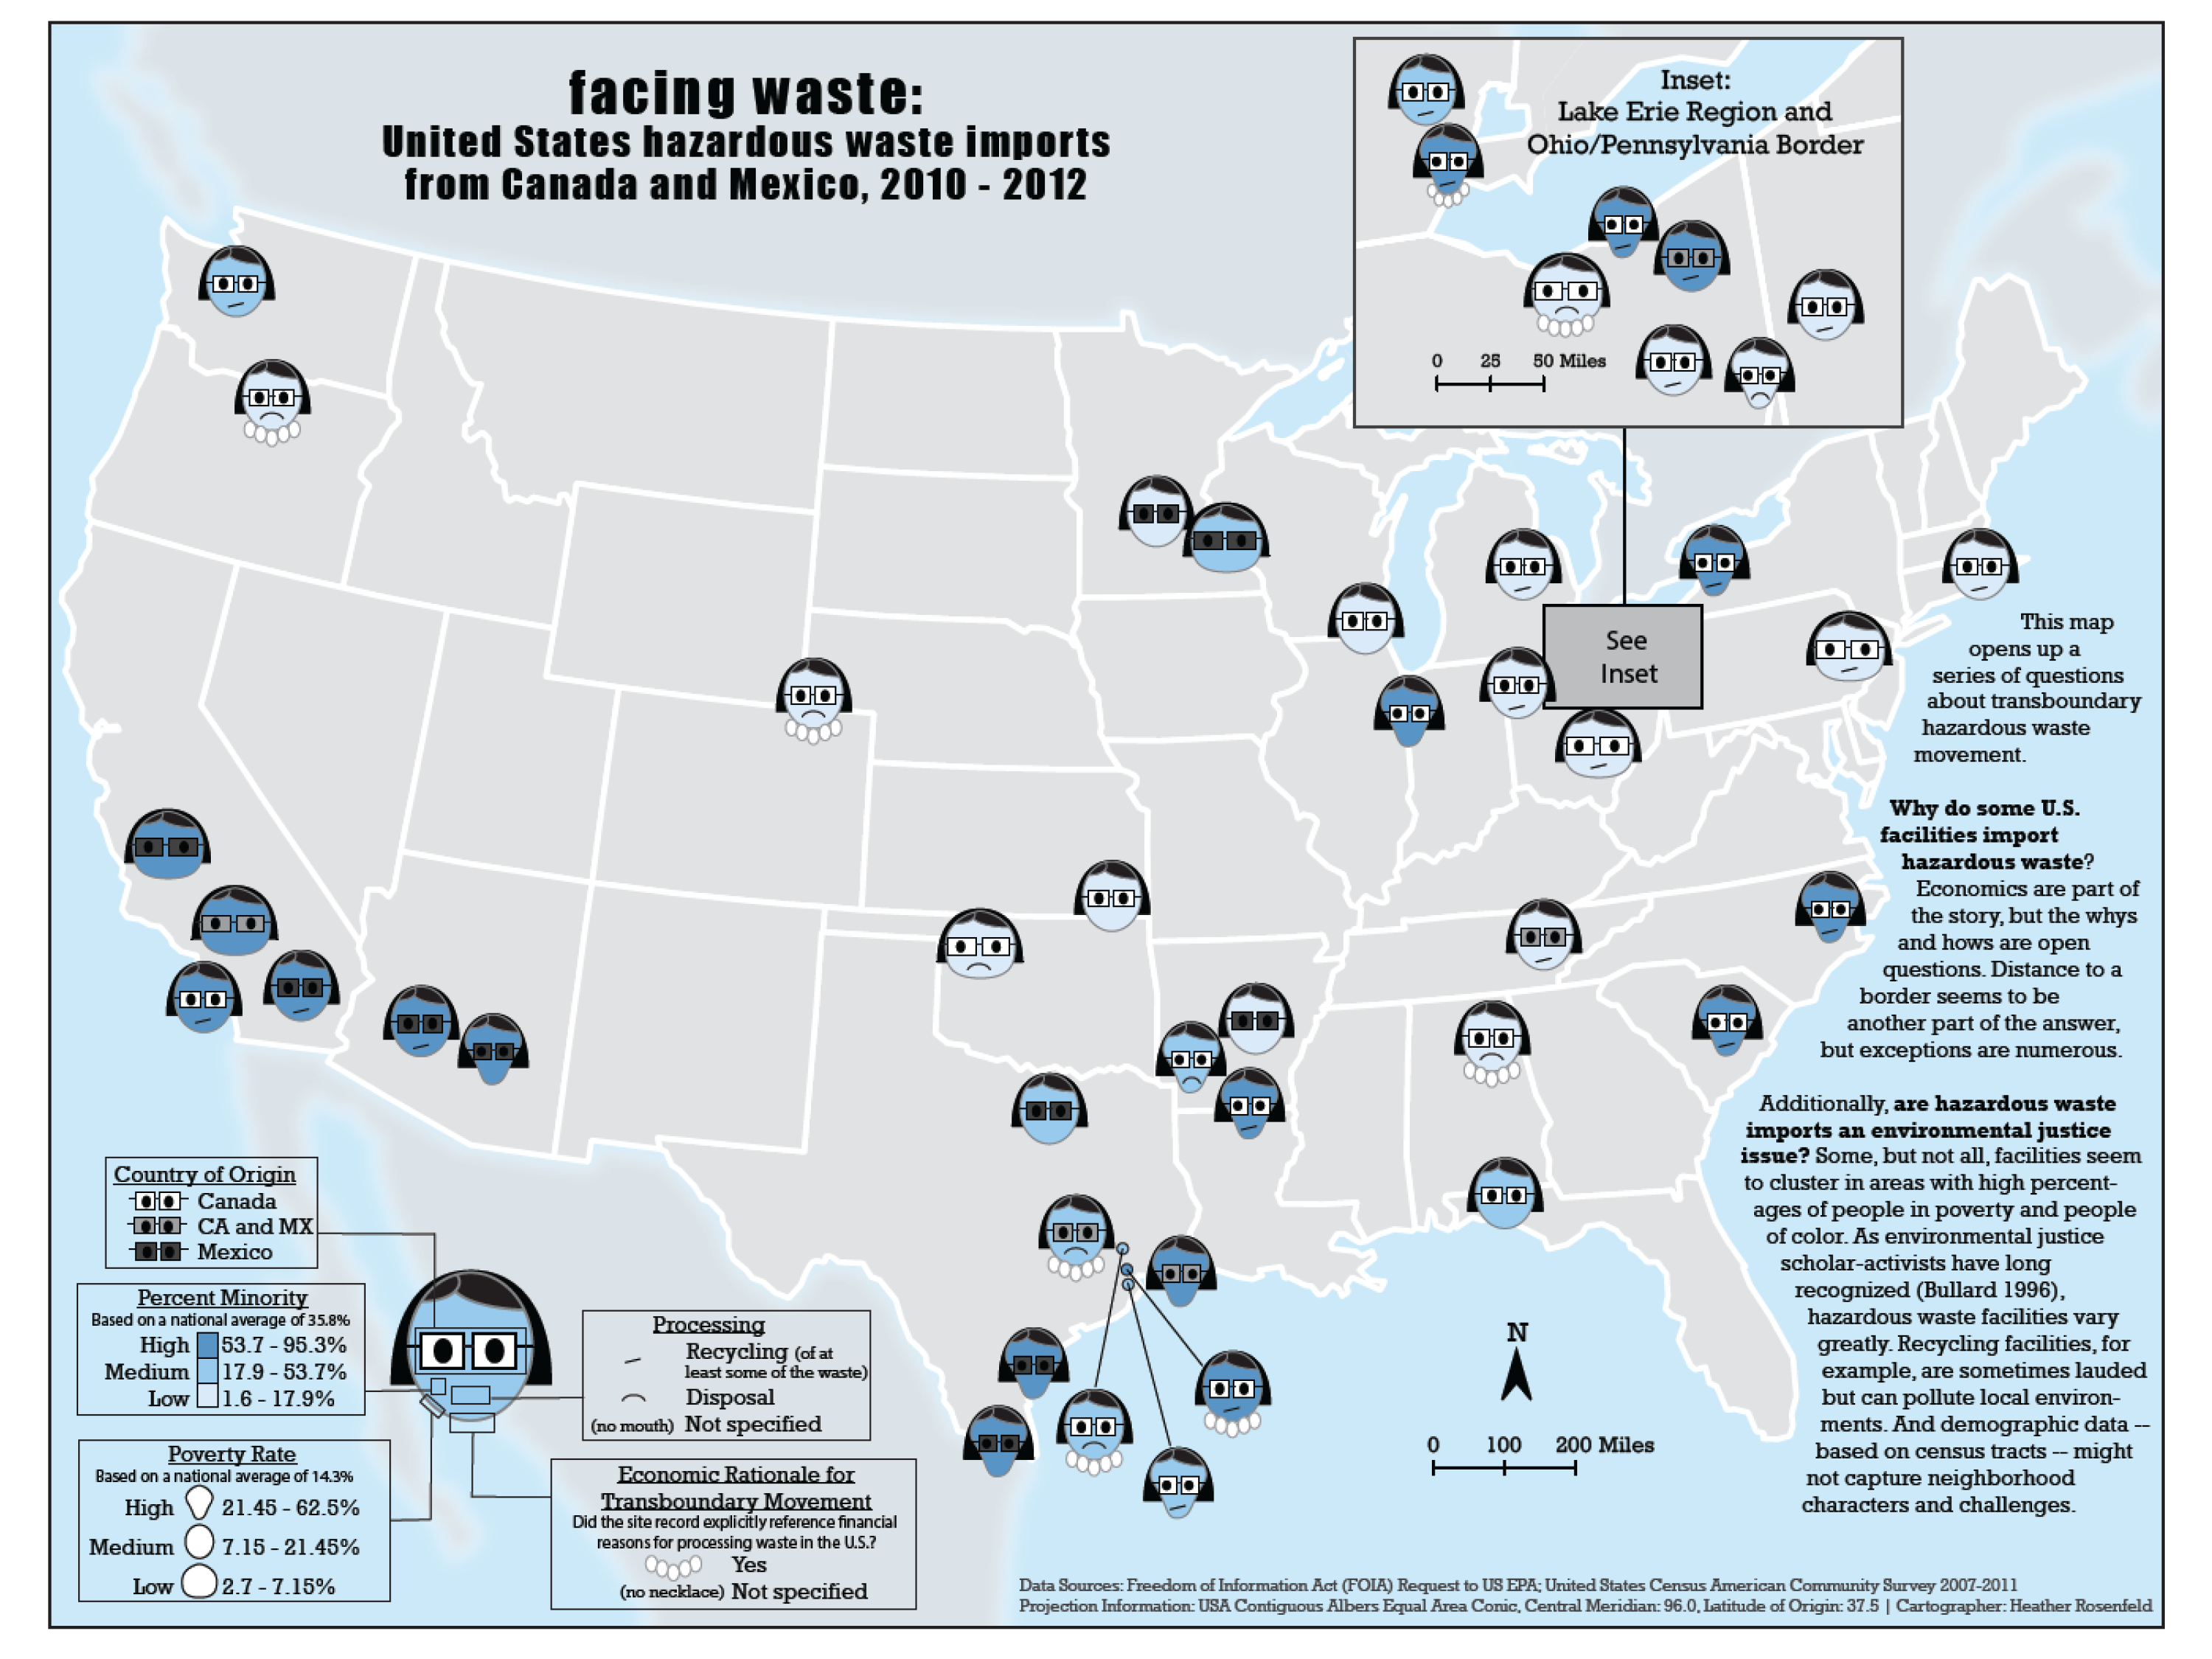 facing waste:
United States hazardous waste imports
from Canada and Mexico, 2010 - 2012
Inset:
Lake Erie Region and
Ohio/Pennsylvania Border
0 25 50 Miles
See
Inset
This map
opens up a
series of questions
about transboundary
hazardous waste
movement.
Why do some U.S.
facilities import
hazardous waste?
Economics are part of
the story, but the whys
and hows are open
questions. Distance to a
border seems to be
another part of the answer,
but exceptions are numerous.
Additionally, are hazardous waste
imports an environmental justice
issue? Some, but not all, facilities seem
to cluster in areas with high percent-
ages of people in poverty and people
of color. As environmental justice
scholar-activists have long
recognized (Bullard 1996),
hazardous waste facilities vary
greatly. Recycling facilities, for
example, are sometimes lauded
but can pollute local environ-
ments. And demographic data --
based on census tracts -- might
not capture neighborhood
characters and challenges.
Country of Origin
Canada
CA and MX
Mexico
Percent Minority
Based on a national average of 35.8%
High 53.7 - 95.3%
Medium 17.9 - 53.7%
Low 1.6 - 17.9%
Poverty Rate
Based on a national average of 14.3%
High 21.45 - 62.5%
Medium 7.15 - 21.45%
Low 2.7 - 7.15%
Processing
Recycling (of at
least some of the waste)
Disposal
(no mouth) Not specified
Economic Rationale for
Transboundary Movement
Did the site record explicitly reference financial
reasons for processing waste in the U.S.?
Yes
(no necklace) Not specified
N
0 100 200 Miles
Data Sources: Freedom of Information Act (FOIA) Request to US EPA; United States Census American Community Survey 2007-2011
Projection Information: USA Contiguous Albers Equal Area Conic, Central Meridian: 96.0, Latitude of Origin: 37.5 | Cartographer: Heather Rosenfeld